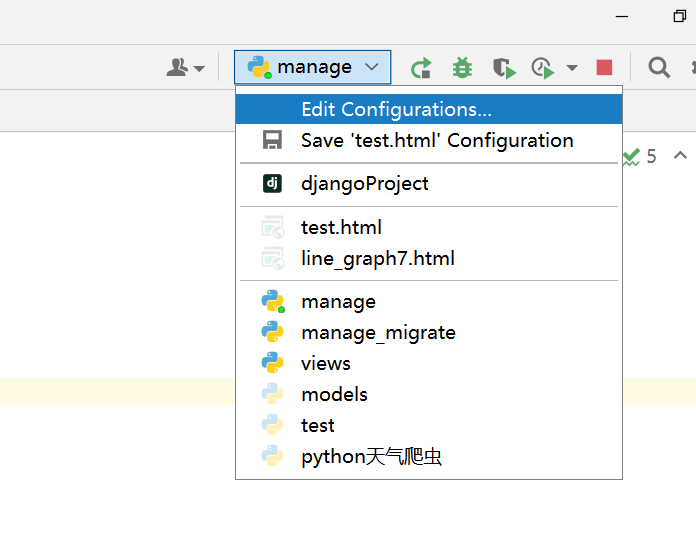 manage
Edit Configurations...
Save 'test.html' Configuration
5
dj djangoProject
test.html
line_graph7.html
manage
manage_migrate
views
models
test
python天气爬虫